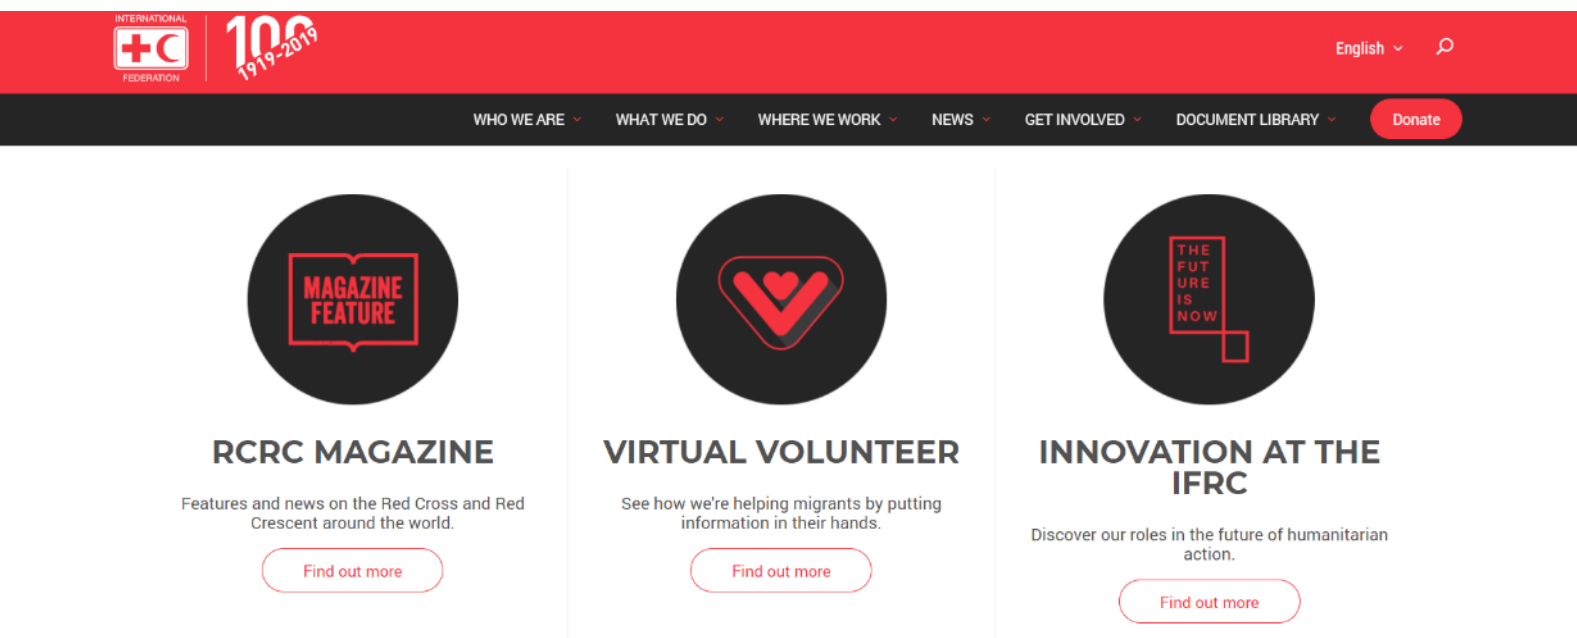 INTERNATIONAL
FEDERATION
100
1919-2019
English
WHO WE ARE WHAT WE DO WHERE WE WORK NEWS GET INVOLVED DOCUMENT LIBRARY Donate
MAGAZINE
FEATURE
RCRC MAGAZINE
Features and news on the Red Cross and Red
Crescent around the world.
Find out more
VIRTUAL VOLUNTEER
See how we're helping migrants by putting
information in their hands.
Find out more
THE
FUT
URE
IS
NOW
INNOVATION AT THE
IFRC
Discover our roles in the future of humanitarian
action.
Find out more